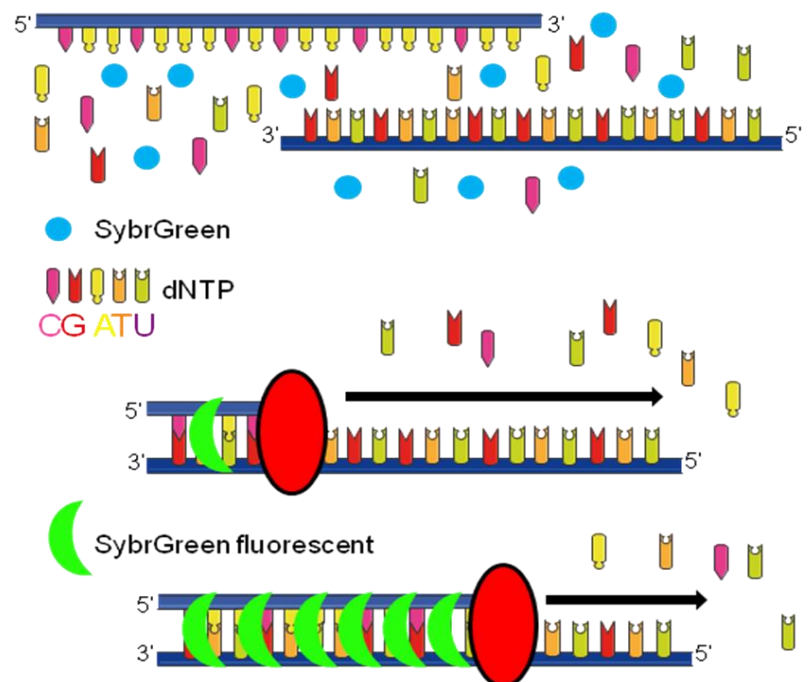 5' 3'
3' 5'
SybrGreen
dNTP
CG ATU
5'
3' 5'
SybrGreen fluorescent
5'
3' 5'